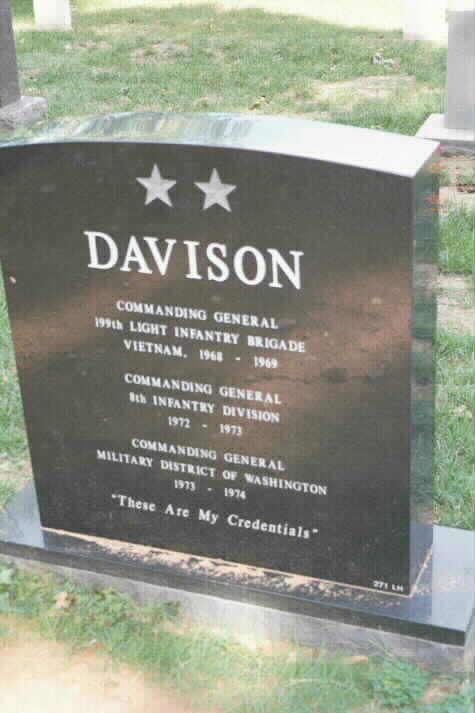 DAVISON
COMMANDING GENERAL
199th LIGHT INFANTRY BRIGADE
VIETNAM, 1968 - 1969
COMMANDING GENERAL
8th INFANTRY DIVISION
1972 - 1973
COMMANDING GENERAL
MILITARY DISTRICT OF WASHINGTON
1973 - 1974
"These Are My Credentials"
271 LH